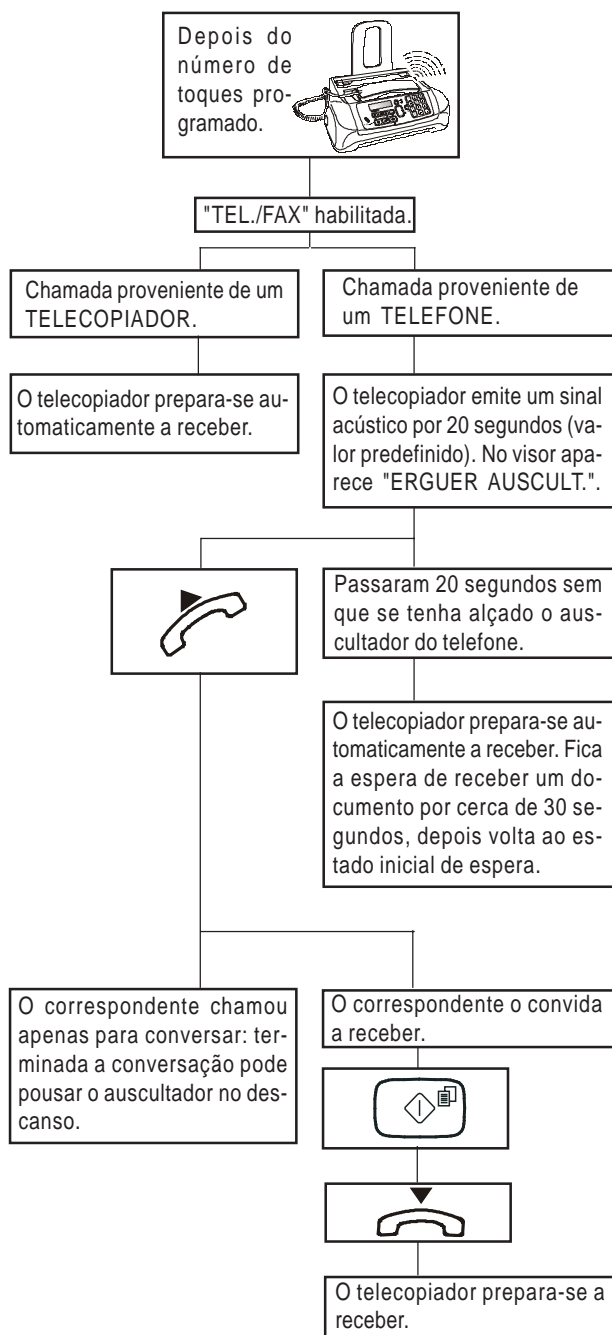 Depois do
número de
toques pro-
gramado.
"TEL./FAX" habilitada.
Chamada proveniente de um
TELECOPIADOR.
Chamada proveniente de
um TELEFONE.
O telecopiador prepara-se au-
tomaticamente a receber.
O telecopiador emite um sinal
acústico por 20 segundos (va-
lor predefinido). No visor apa-
rece "ERGUER AUSCULT.".
Passaram 20 segundos sem
que se tenha alçado o aus-
cultador do telefone.
O telecopiador prepara-se au-
tomaticamente a receber. Fica
a espera de receber um do-
cumento por cerca de 30 se-
gundos, depois volta ao es-
tado inicial de espera.
O correspondente chamou
apenas para conversar: ter-
minada a conversação pode
pousar o auscultador no des-
canso.
O correspondente o convida
a receber.
O telecopiador prepara-se a
receber.